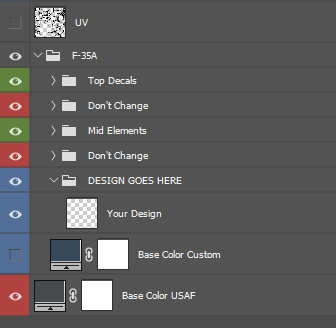 UV
F-35A
Top Decals
Don't Change
Mid Elements
Don't Change
DESIGN GOES HERE
Your Design
Base Color Custom
Base Color USAF